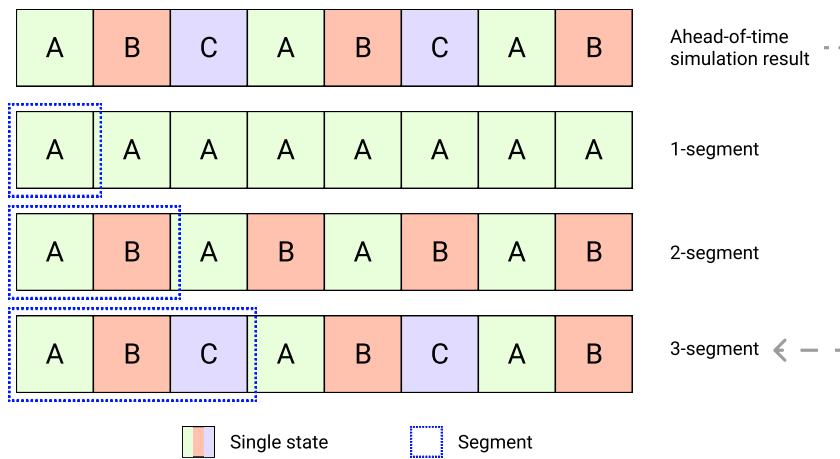 A B C A B C A B
Ahead-of-time
simulation result
A A A A A A A A
1-segment
A B A B A B A B
2-segment
A B C A B C A B
3-segment
Single state
Segment